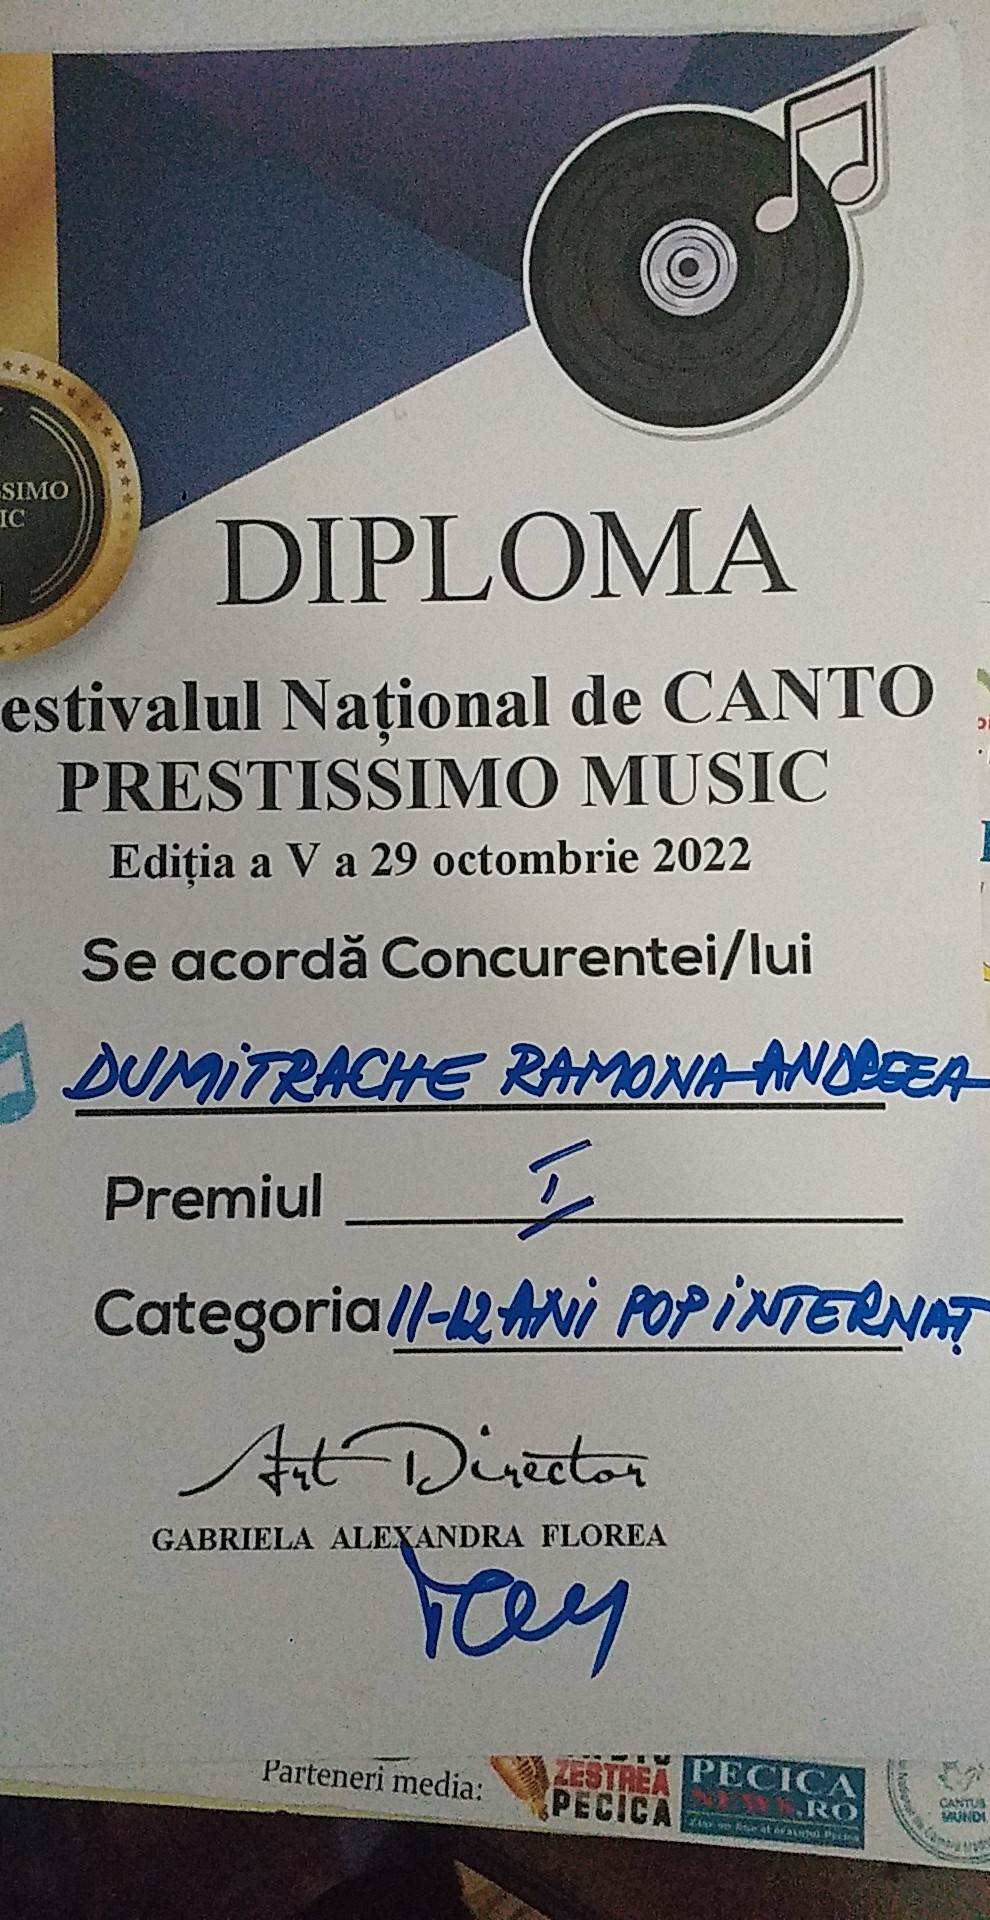 SSIMO
IC
DIPLOMA
estivalul Național de CANTO
PRESTISSIMO MUSIC
Ediția a V a 29 octombrie 2022
Se acordă Concurentei/lui
DUMITRACHE RAMONA-ANDREEA
Premiul I
Categoria 11-12 ANI POP INTERNAȚ
Art Director
GABRIELA ALEXANDRA FLOREA
Parteneri media:
ZESTREA
PECICA
PECICA
NEWS.RO
CANTUS
MUNDI